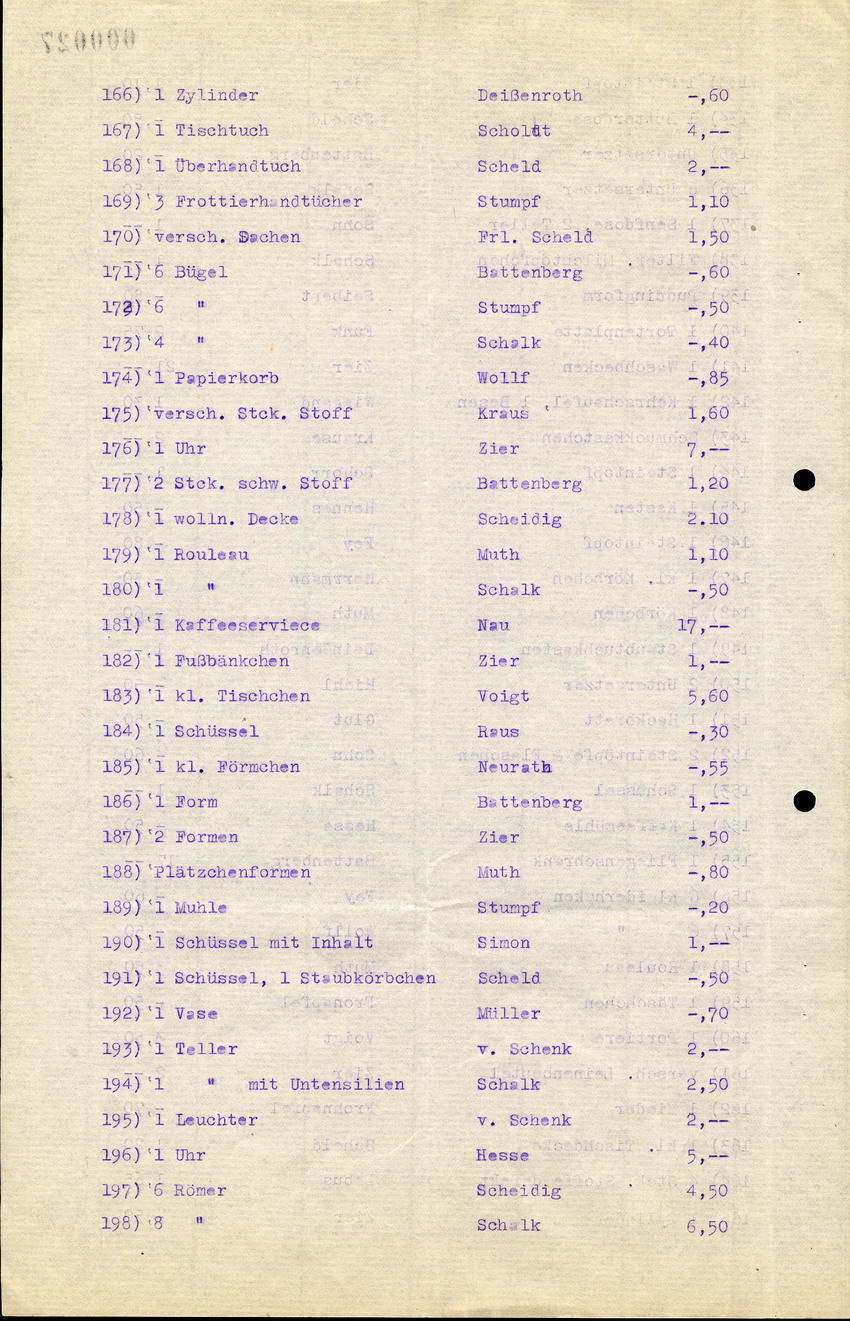 000027
166) 1 Zylinder Deißenroth -,60
167) 1 Tischtuch Scholdt 4,--
168) 1 Überhandtuch Scheld 2,--
169) 3 Frottierhandtücher Stumpf 1,10
170) versch. Sachen Frl. Scheld 1,50
171) 6 Bügel Battenberg -,60
172) 6 " Stumpf -,50
173) 4 " Schalk -,40
174) 1 Papierkorb Wollf -,85
175) versch. Stck. Stoff Kraus 1,60
176) 1 Uhr Zier 7,--
177) 2 Stck. schw. Stoff Battenberg 1,20
178) 1 wolln. Decke Scheidig 2.10
179) 1 Rouleau Muth 1,10
180) 1 " Schalk -,50
181) 1 Kaffeeserviece Nau 17,--
182) 1 Fußbänkchen Zier 1,--
183) 1 kl. Tischchen Voigt 5,60
184) 1 Schüssel Raus -,30
185) 1 kl. Förmchen Neurath -,55
186) 1 Form Battenberg 1,--
187) 2 Formen Zier -,50
188) Plätzchenformen Muth -,80
189) 1 Muhle Stumpf -,20
190) 1 Schüssel mit Inhalt Simon 1,--
191) 1 Schüssel, 1 Staubkörbchen Scheld -,50
192) 1 Vase Müller -,70
193) 1 Teller v. Schenk 2,--
194) 1 " mit Untensilien Schalk 2,50
195) 1 Leuchter v. Schenk 2,--
196) 1 Uhr Hesse 5,--
197) 6 Römer Scheidig 4,50
198) 8 " Schalk 6,50